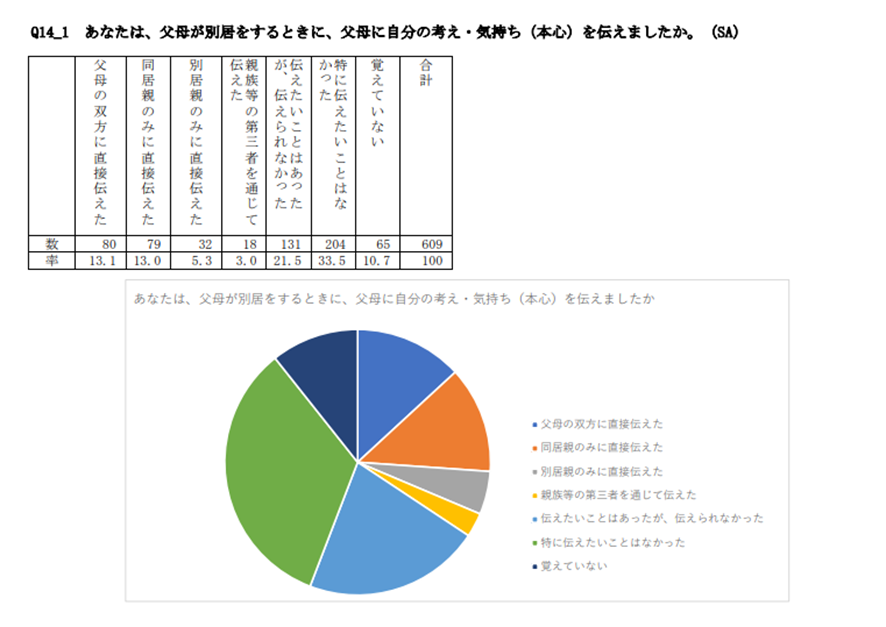 Q14_1 あなたは、父母が別居をするときに、父母に自分の考え・気持ち（本心）を伝えましたか。（SA）
父母の双方に直接伝えた
同居親のみに直接伝えた
別居親のみに直接伝えた
親族等の第三者を通じて
伝えた
伝えたいことはあった
が、伝えられなかった
特に伝えたいことはな
かった
覚えていない
合計
数 80 79 32 18 131 204 65 609
率 13.1 13.0 5.3 3.0 21.5 33.5 10.7 100
あなたは、父母が別居をするときに、父母に自分の考え・気持ち（本心）を伝えましたか
父母の双方に直接伝えた
同居親のみに直接伝えた
別居親のみに直接伝えた
親族等の第三者を通じて伝えた
伝えたいことはあったが、伝えられなかった
特に伝えたいことはなかった
覚えていない